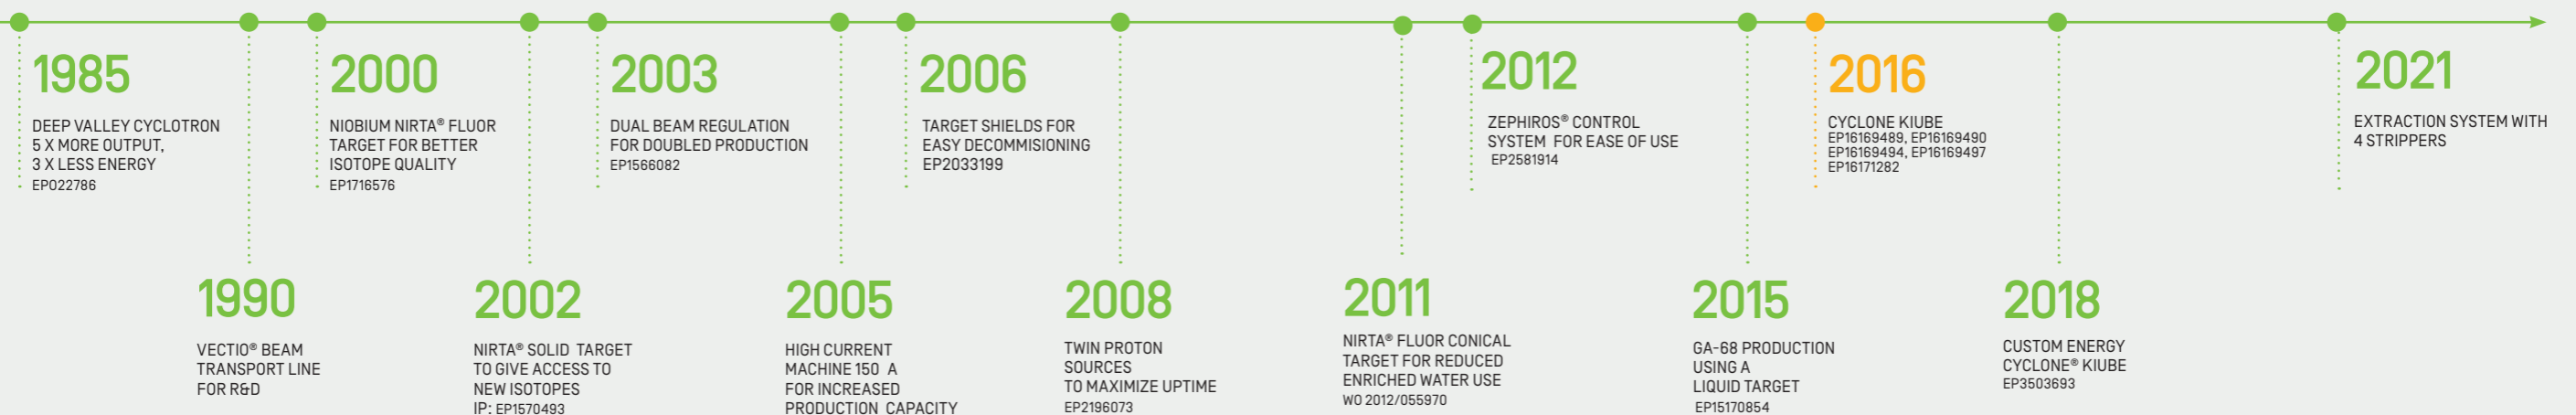 1985
DEEP VALLEY CYCLOTRON
5 X MORE OUTPUT,
3 X LESS ENERGY
EP022786
1990
VECTIO® BEAM
TRANSPORT LINE
FOR R&D
2000
NIOBIUM NIRTA® FLUOR
TARGET FOR BETTER
ISOTOPE QUALITY
EP1716576
2002
NIRTA® SOLID TARGET
TO GIVE ACCESS TO
NEW ISOTOPES
IP: EP1570493
2003
DUAL BEAM REGULATION
FOR DOUBLED PRODUCTION
EP1566082
2005
HIGH CURRENT
MACHINE 150 A
FOR INCREASED
PRODUCTION CAPACITY
2006
TARGET SHIELDS FOR
EASY DECOMMISIONING
EP2033199
2008
TWIN PROTON
SOURCES
TO MAXIMIZE UPTIME
EP2196073
2011
NIRTA® FLUOR CONICAL
TARGET FOR REDUCED
ENRICHED WATER USE
WO 2012/055970
2012
ZEPHIROS® CONTROL
SYSTEM FOR EASE OF USE
EP2581914
2015
GA-68 PRODUCTION
USING A
LIQUID TARGET
EP15170854
2016
CYCLONE KIUBE
EP16169489, EP16169490
EP16169494, EP16169497
EP16171282
2018
CUSTOM ENERGY
CYCLONE® KIUBE
EP3503693
2021
EXTRACTION SYSTEM WITH
4 STRIPPERS